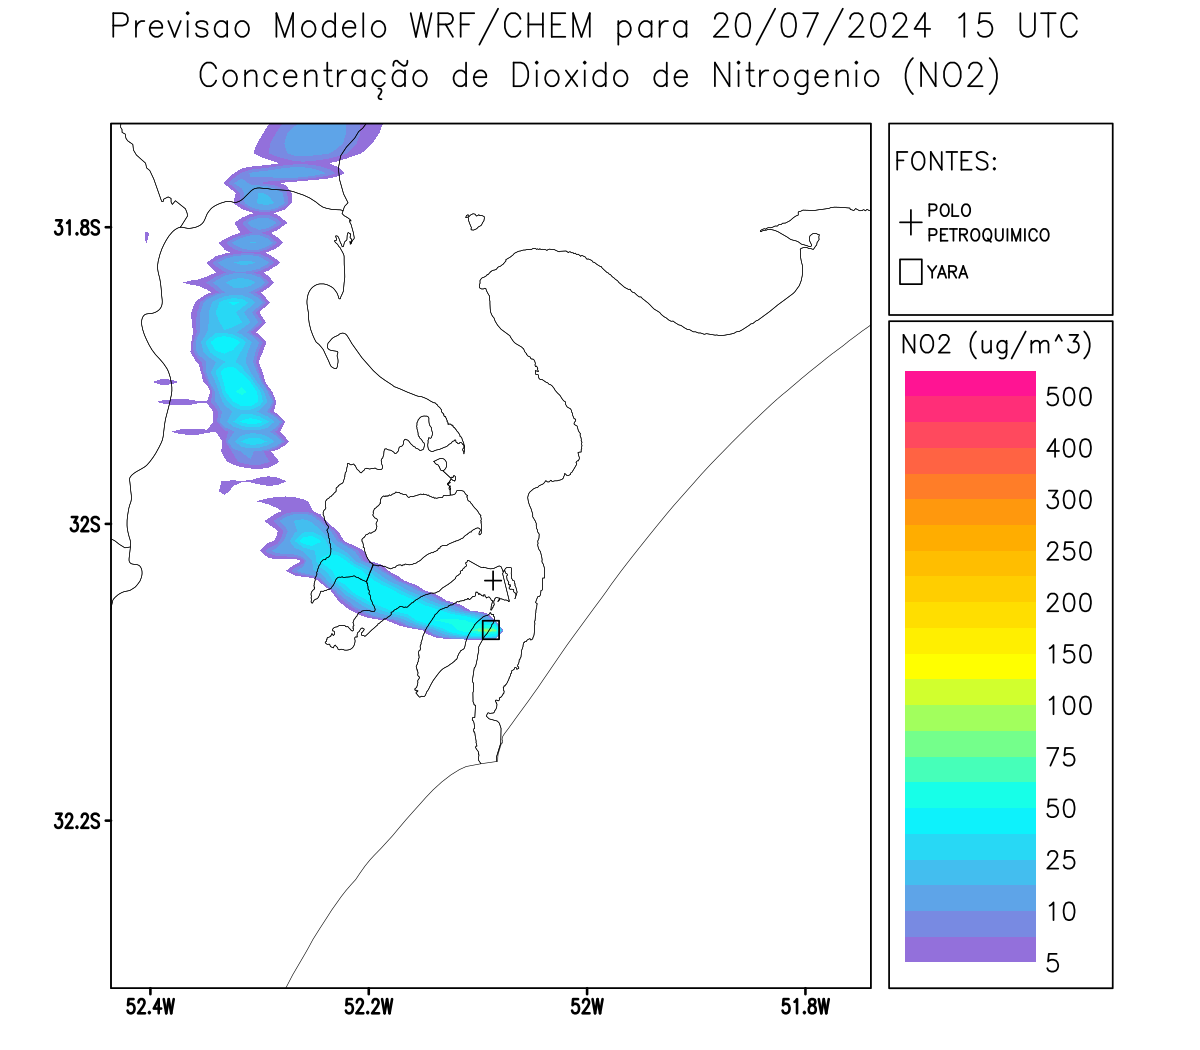 Previsao Modelo WRF/CHEM para 20/07/2024 15 UTC
Concentração de Dioxido de Nitrogenio (NO2)
FONTES:
POLO
PETROQUIMICO
YARA
NO2 (ug/m^3)
500
400
300
250
200
150
100
75
50
25
10
5
31.8S
32S
32.2S
52.4W
52.2W
52W
51.8W